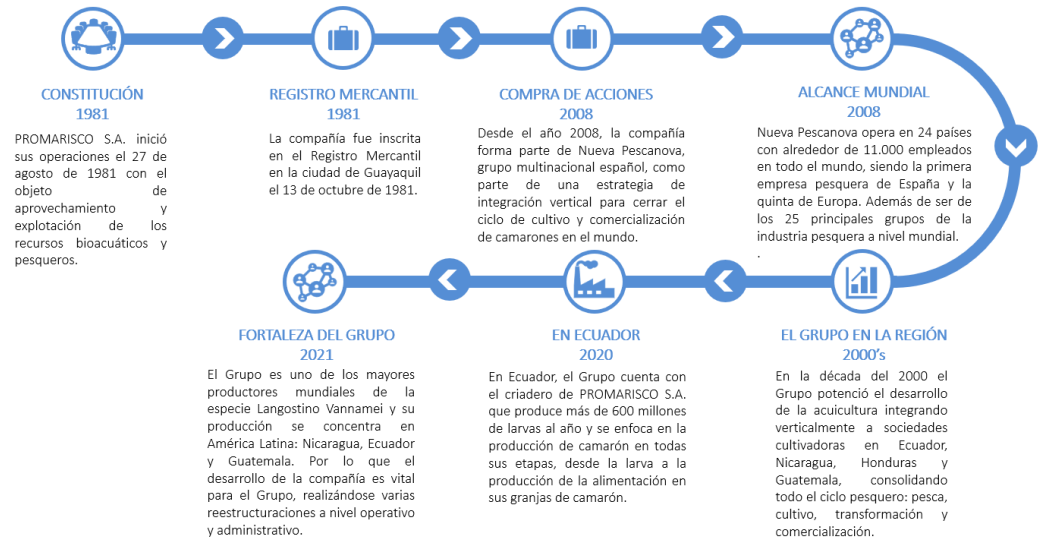 CONSTITUCIÓN
1981
PROMARISCO S.A. inició
sus operaciones el 27 de
agosto de 1981 con el
objeto de
aprovechamiento y
explotación de los
recursos bioacuáticos y
pesqueros.
REGISTRO MERCANTIL
1981
La compañía fue inscrita
en el Registro Mercantil
en la ciudad de Guayaquil
el 13 de octubre de 1981.
COMPRA DE ACCIONES
2008
Desde el año 2008, la compañía
forma parte de Nueva Pescanova,
grupo multinacional español, como
parte de una estrategia de
integración vertical para cerrar el
ciclo de cultivo y comercialización
de camarones en el mundo.
ALCANCE MUNDIAL
2008
Nueva Pescanova opera en 24 países
con alrededor de 11.000 empleados
en todo el mundo, siendo la primera
empresa pesquera de España y la
quinta de Europa. Además de ser de
los 25 principales grupos de la
industria pesquera a nivel mundial.
.
EL GRUPO EN LA REGIÓN
2000's
En la década del 2000 el
Grupo potenció el desarrollo
de la acuicultura integrando
verticalmente a sociedades
cultivadoras en Ecuador,
Nicaragua, Honduras y
Guatemala, consolidando
todo el ciclo pesquero: pesca,
cultivo, transformación y
comercialización.
EN ECUADOR
2020
En Ecuador, el Grupo cuenta con
el criadero de PROMARISCO S.A.
que produce más de 600 millones
de larvas al año y se enfoca en la
producción de camarón en todas
sus etapas, desde la larva a la
producción de la alimentación en
sus granjas de camarón.
FORTALEZA DEL GRUPO
2021
El Grupo es uno de los mayores
productores mundiales de la
especie Langostino Vannamei y su
producción se concentra en
América Latina: Nicaragua, Ecuador
y Guatemala. Por lo que el
desarrollo de la compañía es vital
para el Grupo, realizándose varias
reestructuraciones a nivel operativo
y administrativo.